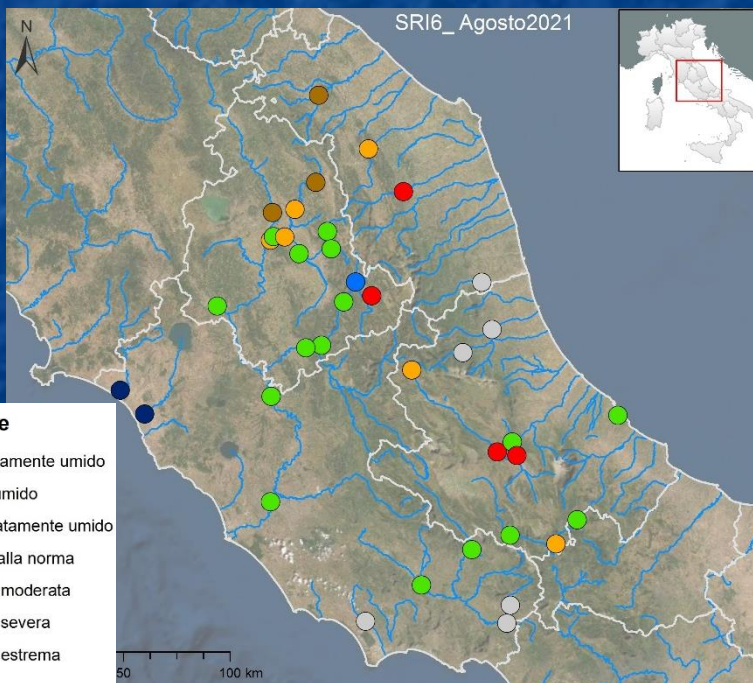 SRI6_ Agosto2021
N
e
amente umido
umido
atamente umido
alla norma
moderata
severa
estrema
50 100 km